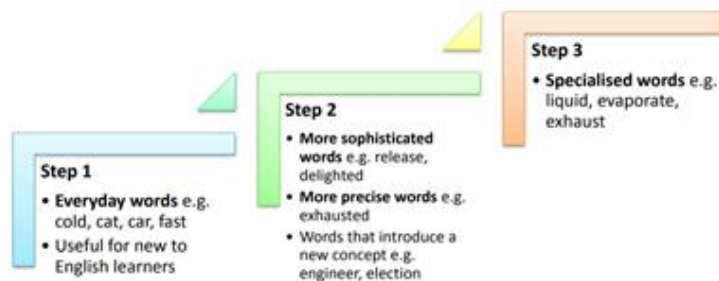 Step 1
• Everyday words e.g.
cold, cat, car, fast
• Useful for new to
English learners
Step 2
• More sophisticated
words e.g. release,
delighted
• More precise words e.g.
exhausted
• Words that introduce a
new concept e.g.
engineer, election
Step 3
• Specialised words e.g.
liquid, evaporate,
exhaust